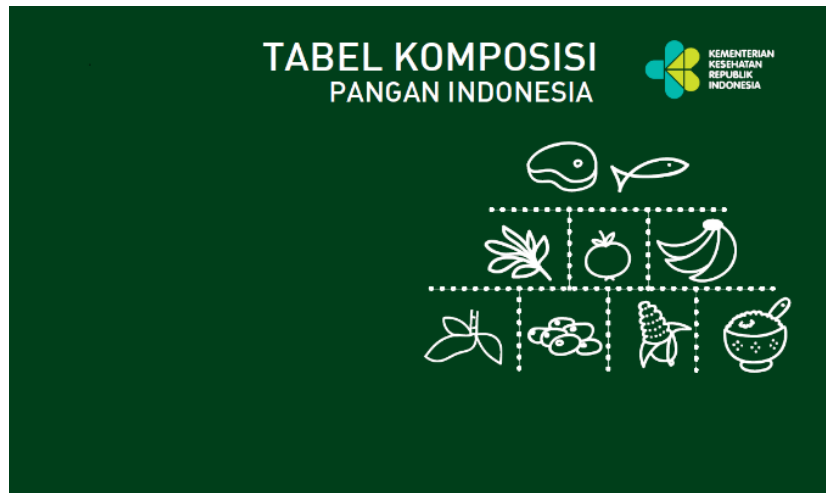 TABEL KOMPOSISI
PANGAN INDONESIA
KEMENTERIAN
KESEHATAN
REPUBLIK
INDONESIA